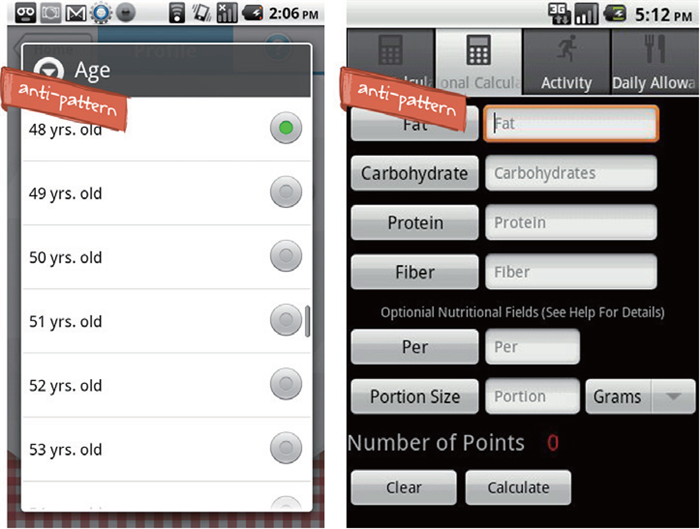 2:06 PM
Home
Profile
Age
anti-pattern
48 yrs. old
49 yrs. old
50 yrs. old
51 yrs. old
52 yrs. old
53 yrs. old
3G
5:12 PM
onal Calcula
Activity
Daily Allowa
anti-pattern
Fat
Fat
Carbohydrate
Carbohydrates
Protein
Protein
Fiber
Fiber
Optionial Nutritional Fields (See Help For Details)
Per
Per
Portion Size
Portion
Grams
Number of Points 0
Clear
Calculate